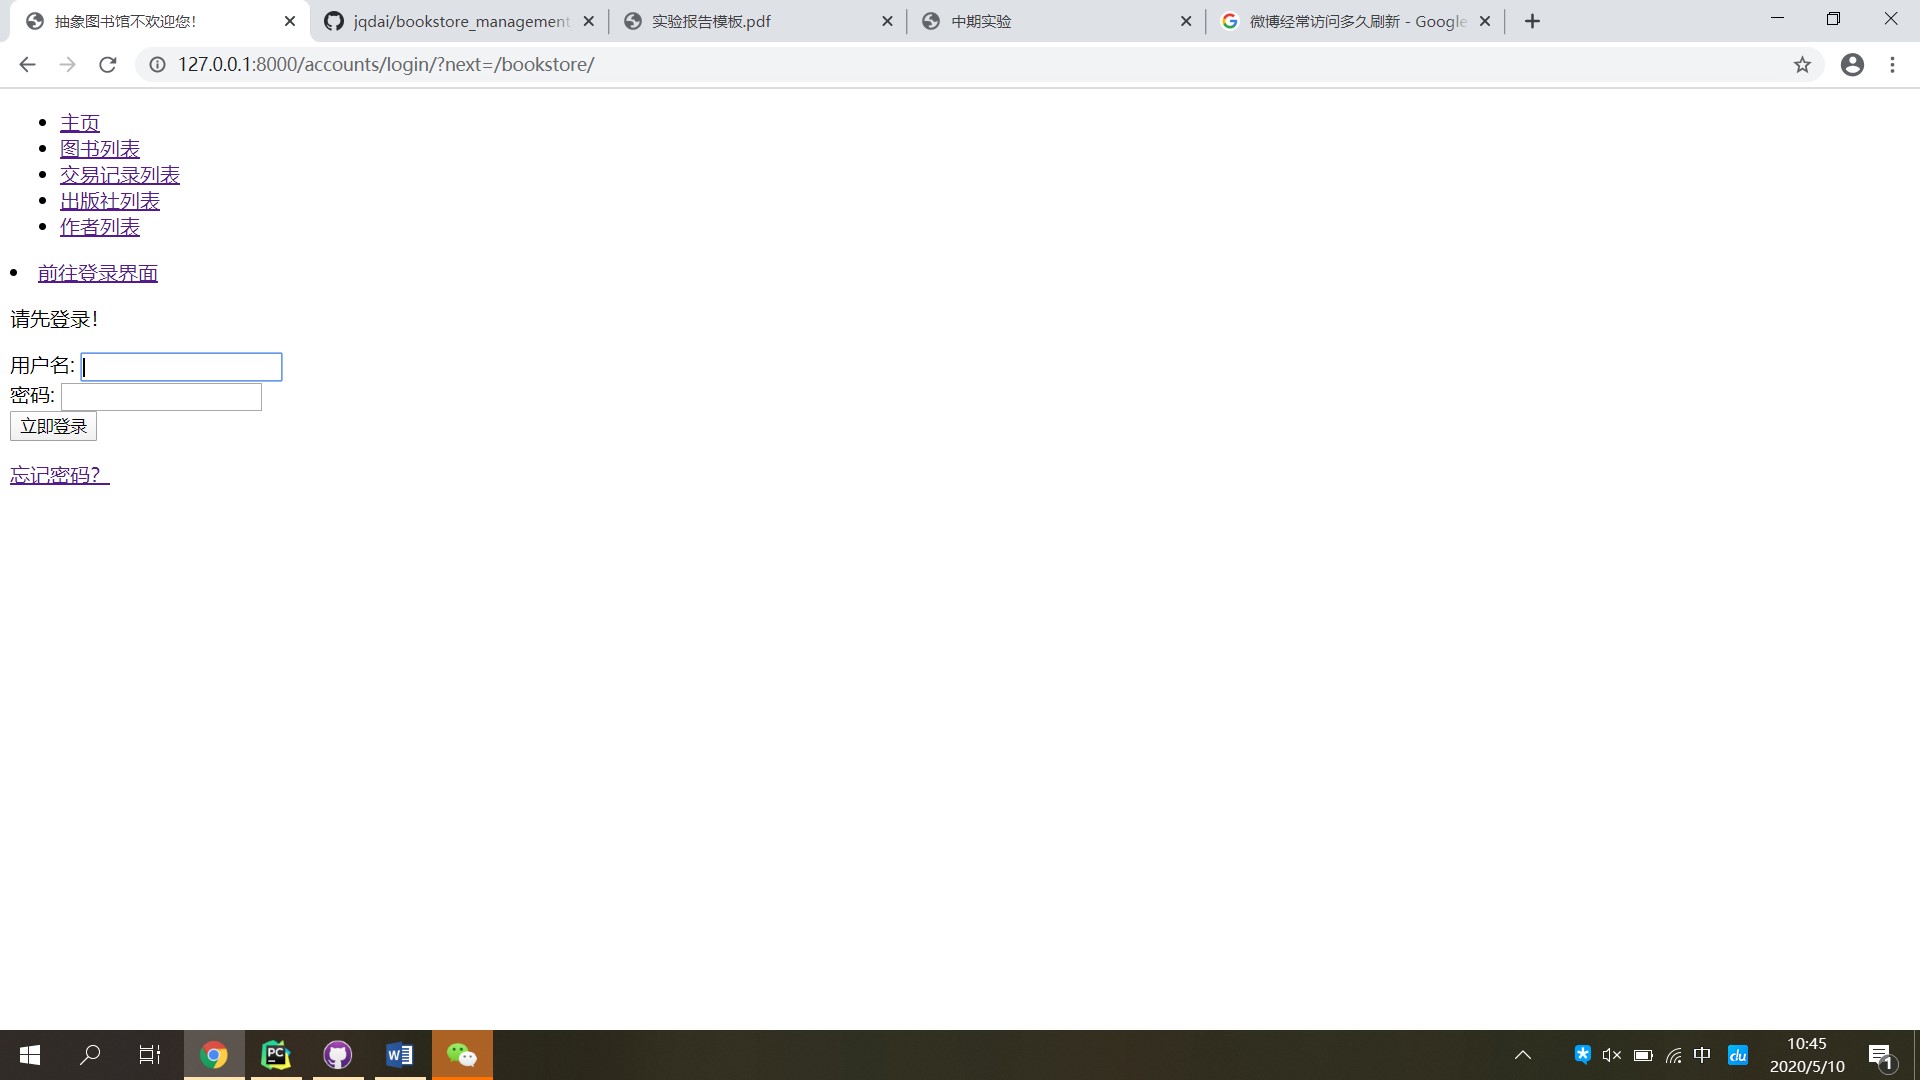 抽象图书馆不欢迎您！
jqdai/bookstore_management
实验报告模板.pdf
中期实验
微博经常访问多久刷新 - Google
127.0.0.1:8000/accounts/login/?next=/bookstore/
主页
图书列表
交易记录列表
出版社列表
作者列表
前往登录界面
请先登录！
用户名:
密码:
立即登录
忘记密码？
PC
W
中
du
10:45
2020/5/10
1